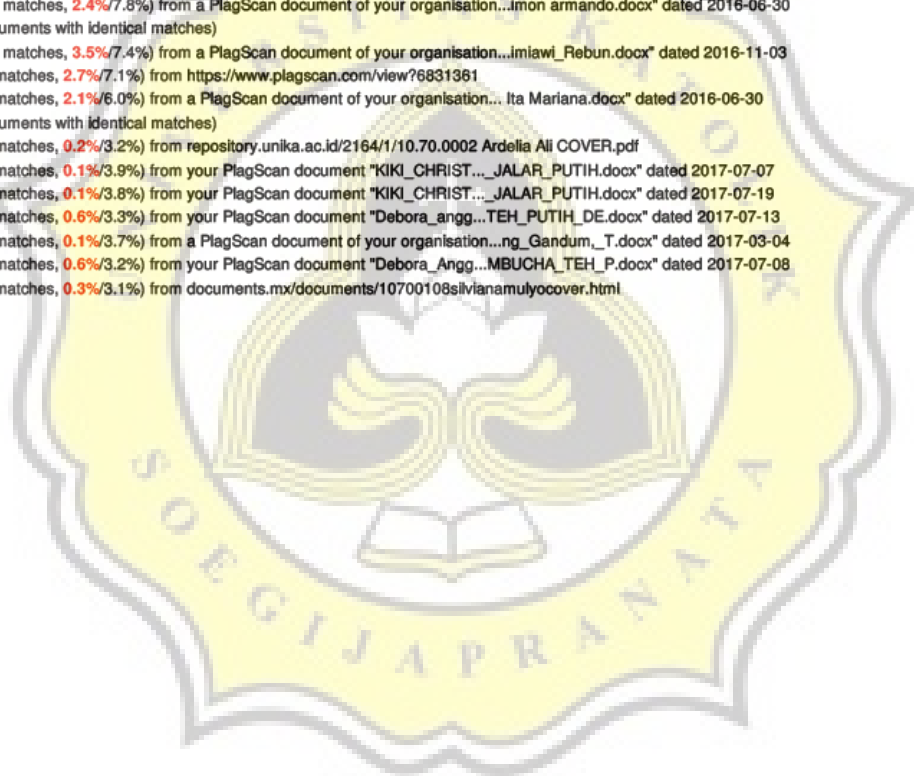 matches, 2.4%/7.8%) from a PlagScan document of your organisation...imon armando.docx" dated 2016-06-30
uments with identical matches)
matches, 3.5%/7.4%) from a PlagScan document of your organisation...imiawi_Rebun.docx" dated 2016-11-03
matches, 2.7%/7.1%) from https://www.plagscan.com/view?6831361
matches, 2.1%/6.0%) from a PlagScan document of your organisation... Ita Mariana.docx" dated 2016-06-30
uments with identical matches)
matches, 0.2%/3.2%) from repository.unika.ac.id/2164/1/10.70.0002 Ardelia Ali COVER.pdf
matches, 0.1%/3.9%) from your PlagScan document "KIKI_CHRIST..._JALAR_PUTIH.docx" dated 2017-07-07
matches, 0.1%/3.8%) from your PlagScan document "KIKI_CHRIST..._JALAR_PUTIH.docx" dated 2017-07-19
matches, 0.6%/3.3%) from your PlagScan document "Debora_angg...TEH_PUTIH_DE.docx" dated 2017-07-13
matches, 0.1%/3.7%) from a PlagScan document of your organisation...ng_Gandum,_T.docx" dated 2017-03-04
matches, 0.6%/3.2%) from your PlagScan document "Debora_Angg...MBUCHA_TEH_P.docx" dated 2017-07-08
matches, 0.3%/3.1%) from documents.mx/documents/10700108silvianamulyocover.html
SOEGIJAPRANATA